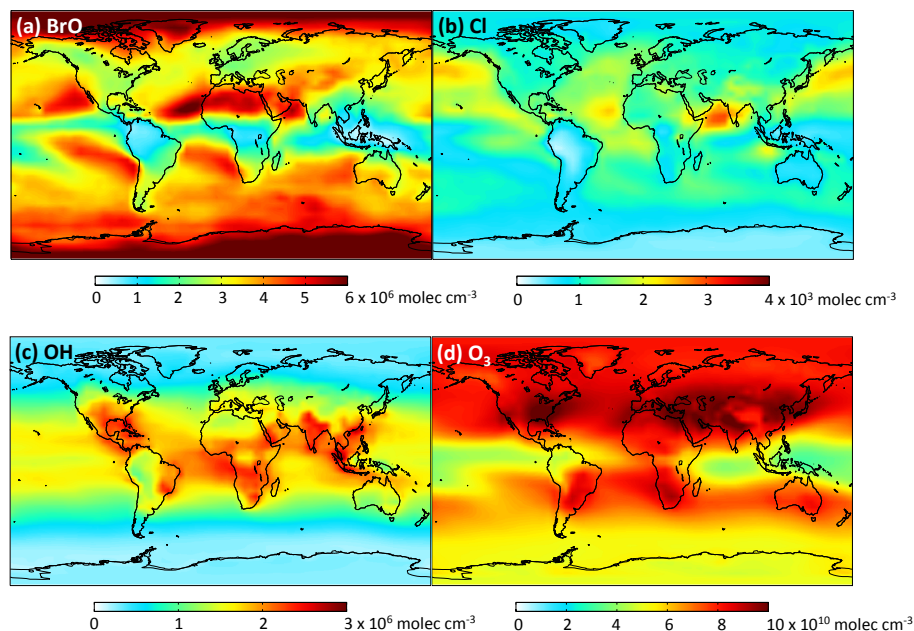 (a) BrO
(b) Cl
0 1 2 3 4 5 6 x 10⁶ molec cm⁻³
0 1 2 3 4 x 10³ molec cm⁻³
(c) OH
(d) O₃
0 1 2 3 x 10⁶ molec cm⁻³
0 2 4 6 8 10 x 10¹⁰ molec cm⁻³